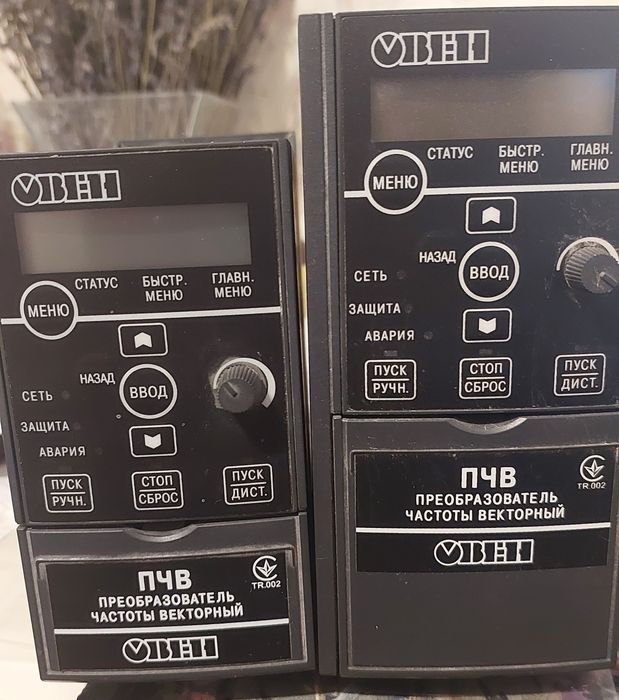 ОВЕН
СТАТУС БЫСТР. МЕНЮ ГЛАВН. МЕНЮ
МЕНЮ
НАЗАД
ВВОД
СЕТЬ
ЗАЩИТА
АВАРИЯ
ПУСК РУЧН.
СТОП СБРОС
ПУСК ДИСТ.
ПЧВ
ПРЕОБРАЗОВАТЕЛЬ
ЧАСТОТЫ ВЕКТОРНЫЙ
TR.002
ОВЕН
ОВЕН
СТАТУС БЫСТР. МЕНЮ ГЛАВН. МЕНЮ
МЕНЮ
НАЗАД
ВВОД
СЕТЬ
ЗАЩИТА
АВАРИЯ
ПУСК РУЧН.
СТОП СБРОС
ПУСК ДИСТ.
ПЧВ
ПРЕОБРАЗОВАТЕЛЬ
ЧАСТОТЫ ВЕКТОРНЫЙ
TR.002
ОВЕН